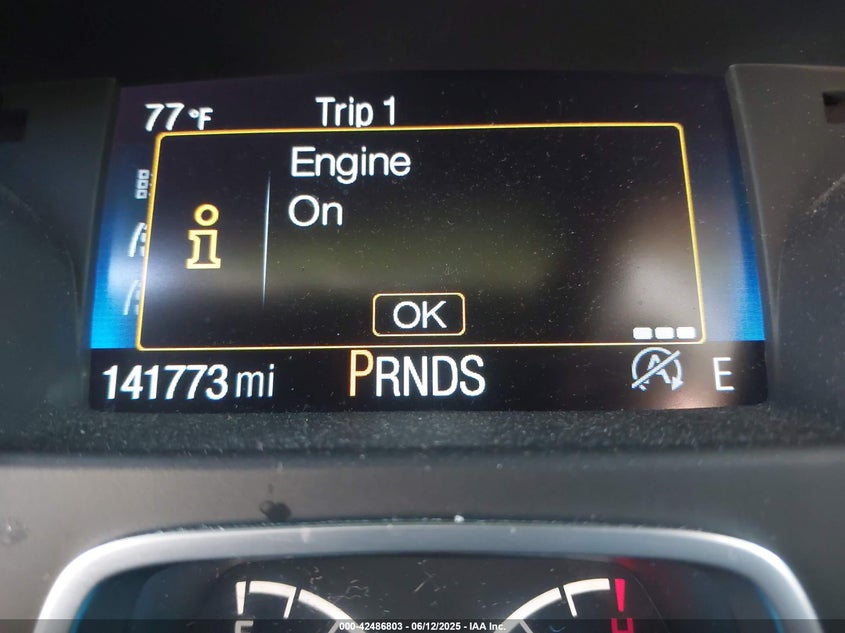 77 °F Trip 1
Engine
On
OK
141773 mi PRNDS A E
E H
000-42486803 - 06/12/2025 - IAA Inc.